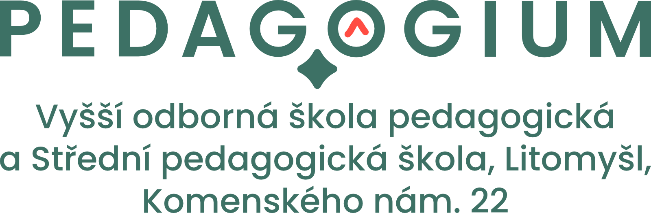 PEDAGOGIUM
Vyšší odborná škola pedagogická
a Střední pedagogická škola, Litomyšl,
Komenského nám. 22